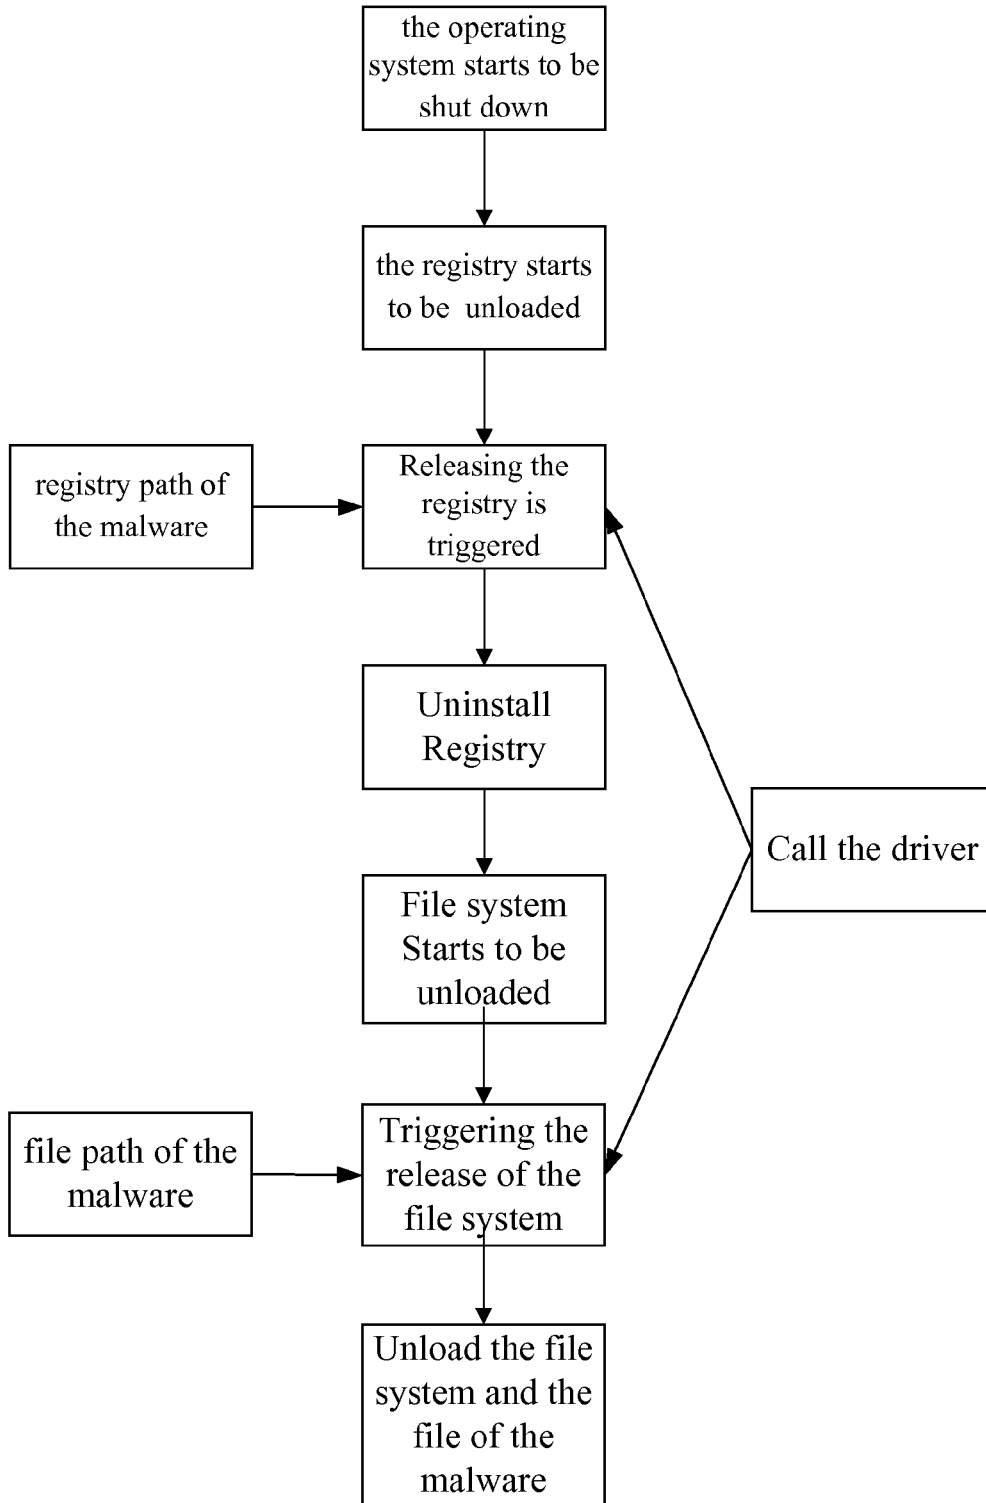 the operating
system starts to be
shut down
the registry starts
to be unloaded
registry path of
the malware
Releasing the
registry is
triggered
Uninstall
Registry
Call the driver
File system
Starts to be
unloaded
file path of the
malware
Triggering the
release of the
file system
Unload the file
system and the
file of the
malware